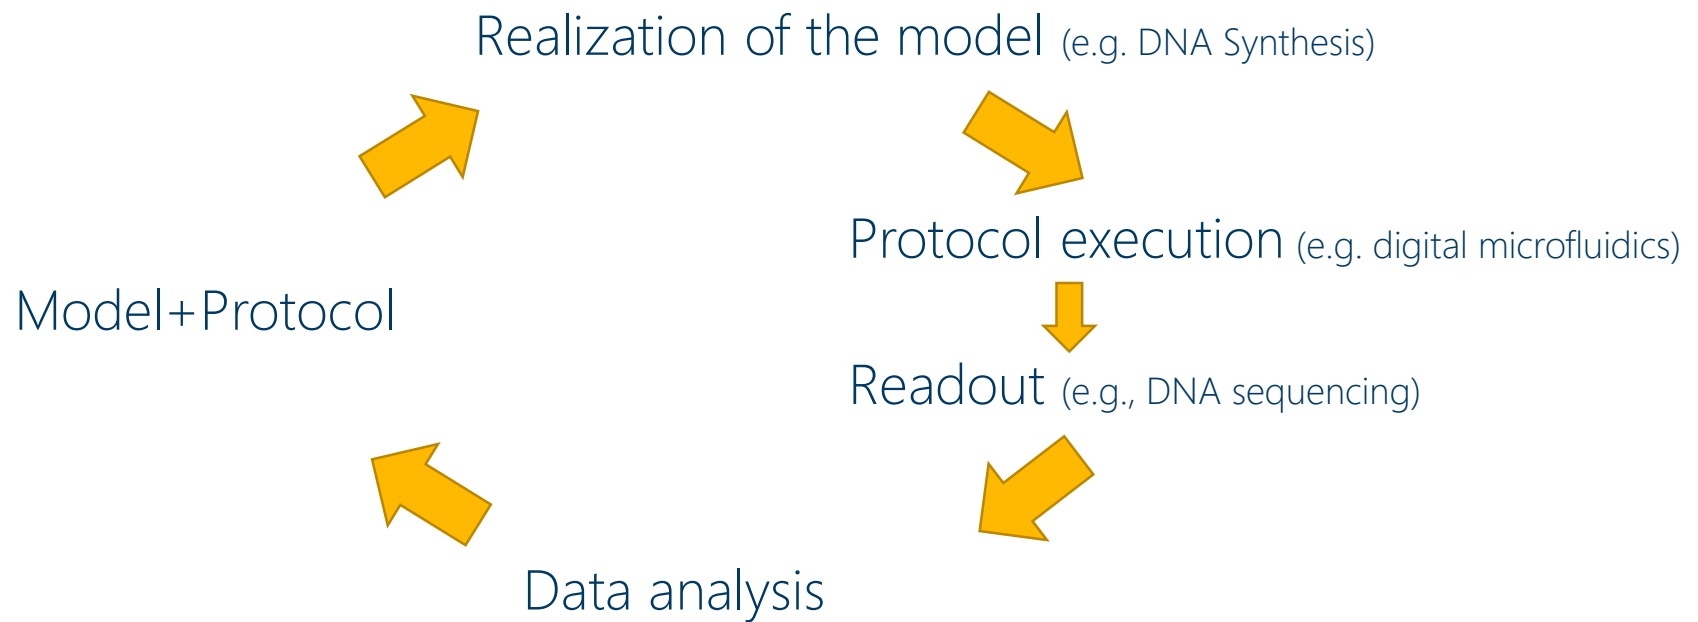 Realization of the model (e.g. DNA Synthesis)
Protocol execution (e.g. digital microfluidics)
Model+Protocol
Readout (e.g., DNA sequencing)
Data analysis